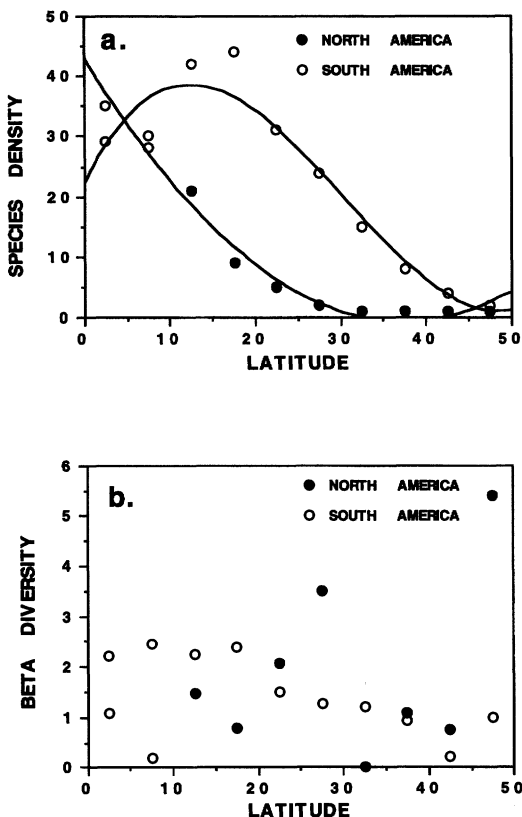 a.
NORTH AMERICA
SOUTH AMERICA
SPECIES DENSITY
50
40
30
20
10
0
0 10 20 30 40 50
LATITUDE
b.
NORTH AMERICA
SOUTH AMERICA
BETA DIVERSITY
6
5
4
3
2
1
0
0 10 20 30 40 50
LATITUDE